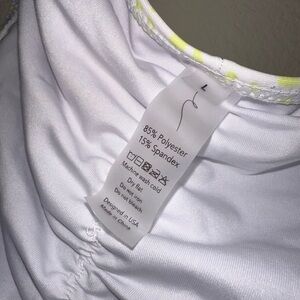 L
85% Polyester
15% Spandex
Machine wash cold
Dry flat
Do not iron
Do not bleach
Designed in USA
Made in China